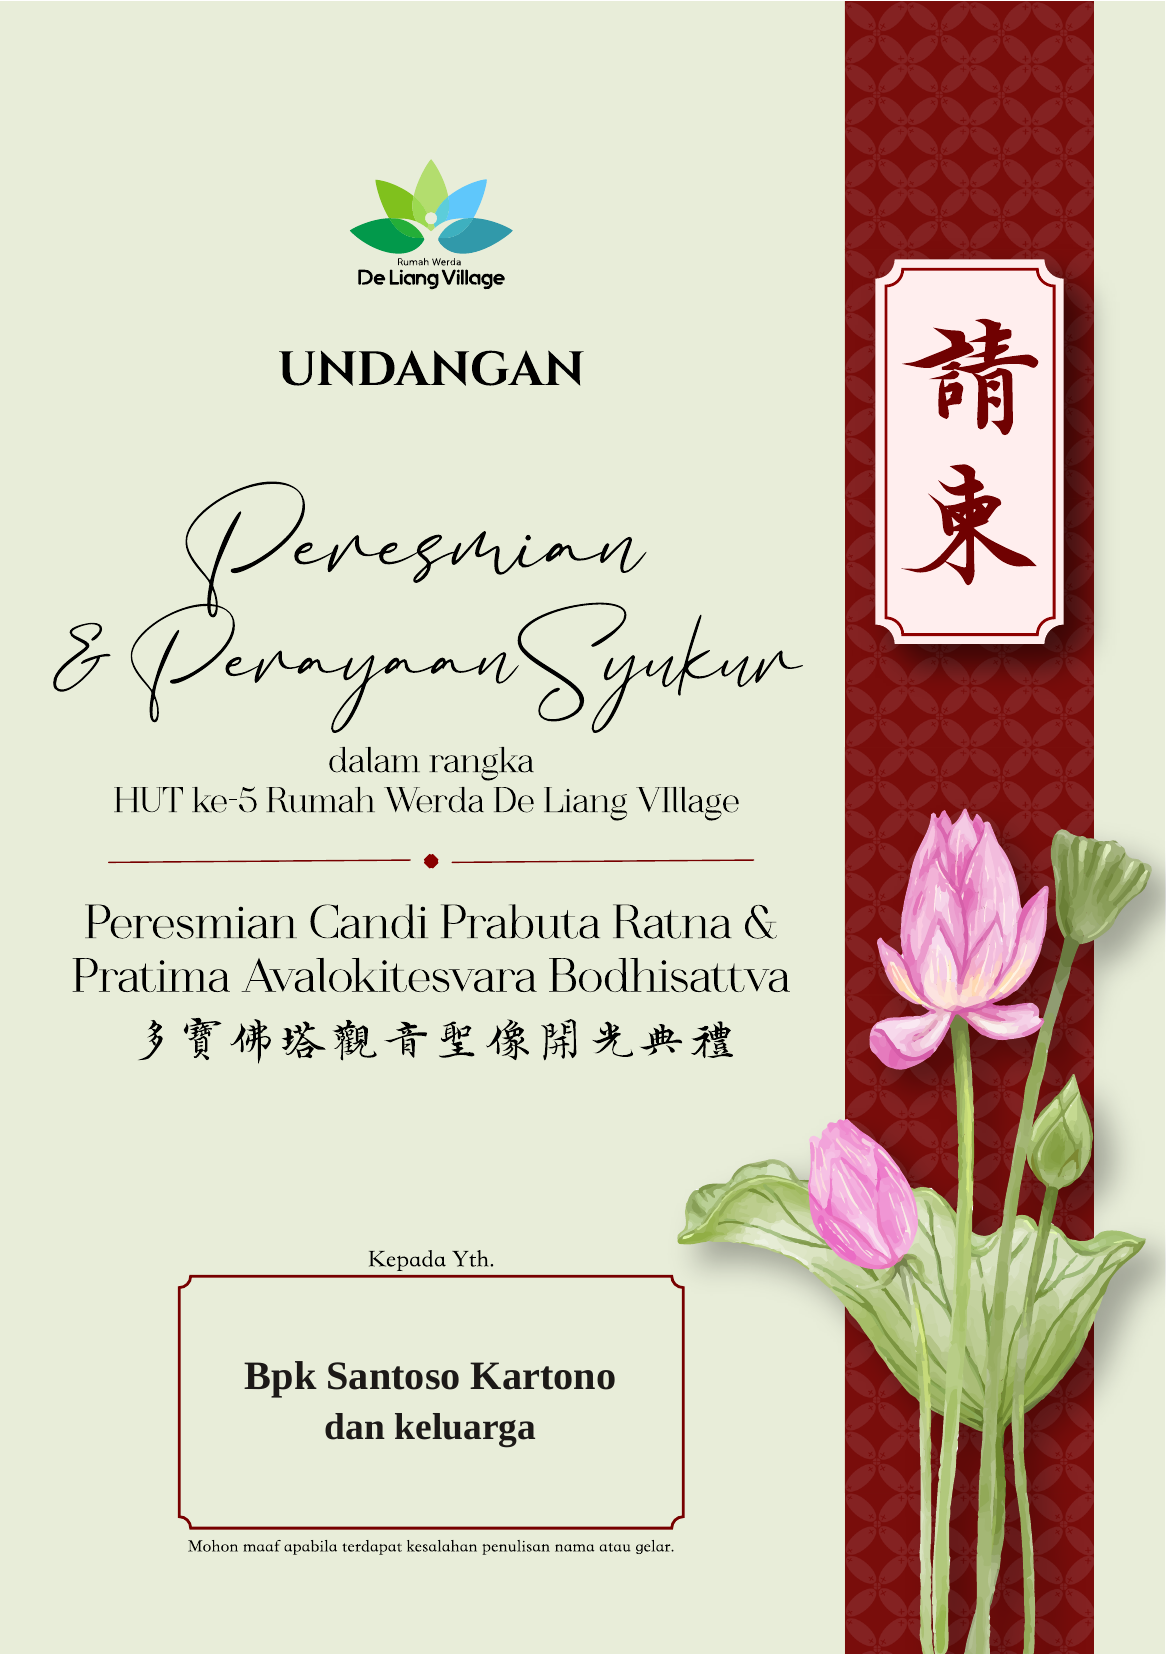 Rumah Werda
De Liang Village
UNDANGAN
請
柬
Peresmian
& Perayaan Syukur
dalam rangka
HUT ke-5 Rumah Werda De Liang VIllage
Peresmian Candi Prabuta Ratna &
Pratima Avalokitesvara Bodhisattva
多寶佛塔觀音聖像開光典禮
Kepada Yth.
Bpk Santoso Kartono
dan keluarga
Mohon maaf apabila terdapat kesalahan penulisan nama atau gelar.